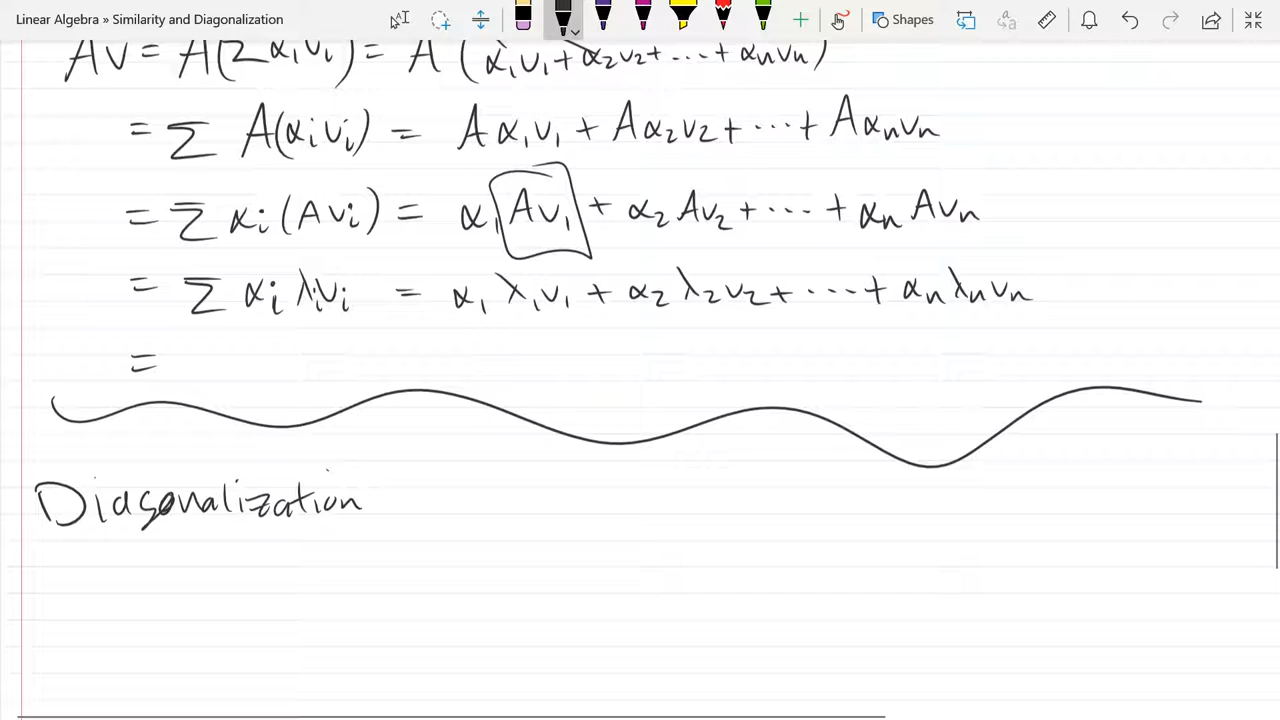 Linear Algebra » Similarity and Diagonalization
Shapes
Av = A(Σαᵢvᵢ) = A (α₁v₁ + α₂v₂ + ... + αₙvₙ)
= Σ A(αᵢvᵢ) = Aα₁v₁ + Aα₂v₂ + ... + Aαₙvₙ
= Σ αᵢ(Avᵢ) = α₁Av₁ + α₂Av₂ + ... + αₙAvₙ
= Σ αᵢλᵢvᵢ = α₁λ₁v₁ + α₂λ₂v₂ + ... + αₙλₙvₙ
=
Diagonalization